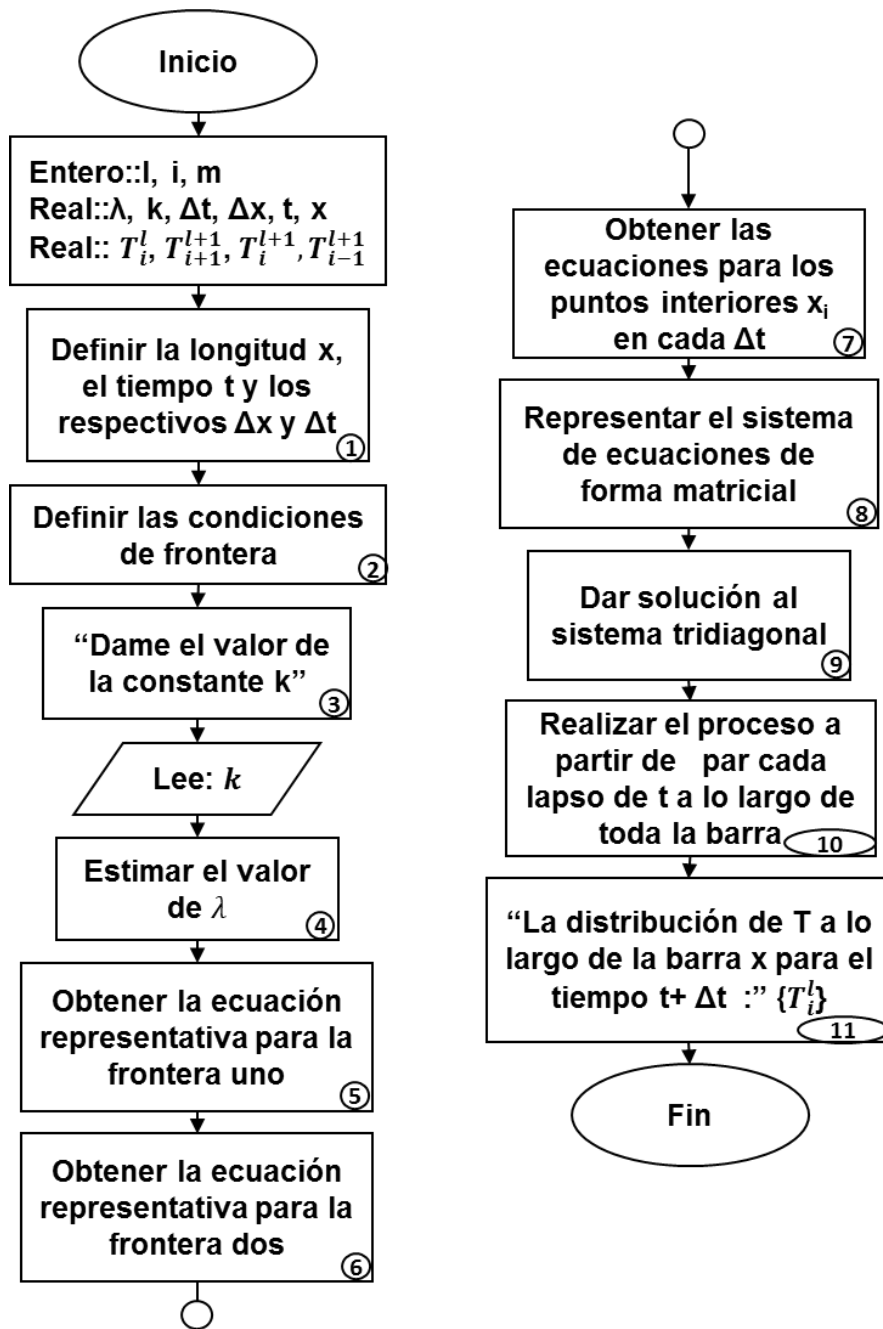 Inicio
Entero::l, i, m
Real::λ, k, Δt, Δx, t, x
Real:: $T_i^l$, $T_{i+1}^{l+1}$, $T_i^{l+1}$, $T_{i-1}^{l+1}$
Definir la longitud x,
el tiempo t y los
respectivos Δx y Δt
1
Definir las condiciones
de frontera
2
“Dame el valor de
la constante k”
3
Lee: k
Estimar el valor
de λ
4
Obtener la ecuación
representativa para la
frontera uno
5
Obtener la ecuación
representativa para la
frontera dos
6
Obtener las
ecuaciones para los
puntos interiores xᵢ
en cada Δt
7
Representar el sistema
de ecuaciones de
forma matricial
8
Dar solución al
sistema tridiagonal
9
Realizar el proceso a
partir de par cada
lapso de t a lo largo de
toda la barra
10
“La distribución de T a lo
largo de la barra x para el
tiempo t+ Δt :” {$T_i^l$}
11
Fin